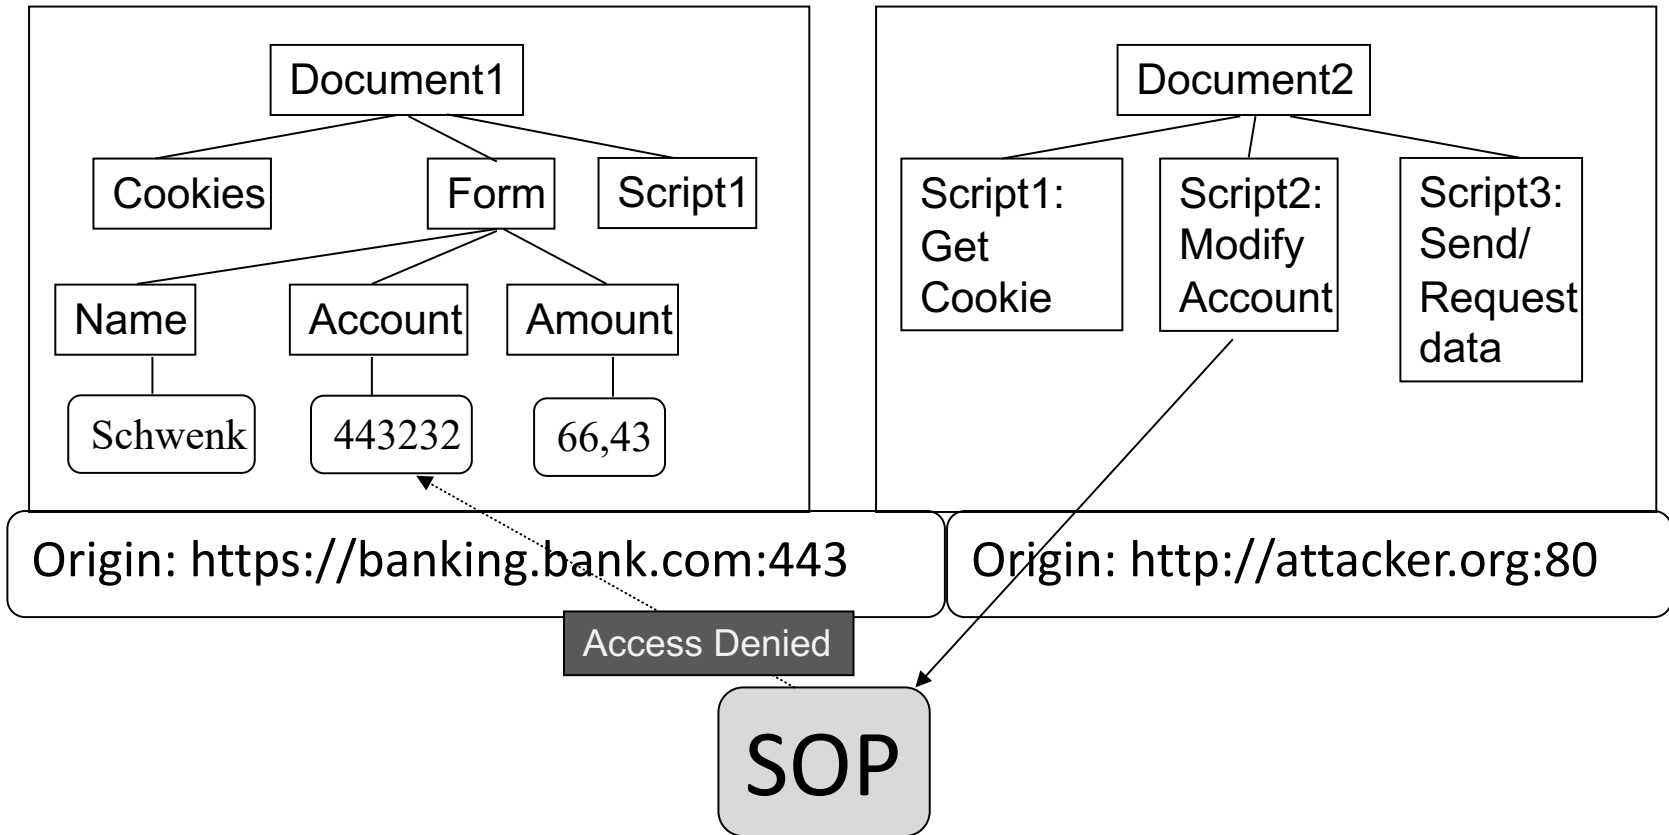 Document1
Cookies
Form
Script1
Name
Account
Amount
Schwenk
443232
66,43
Origin: https://banking.bank.com:443
Document2
Script1:
Get
Cookie
Script2:
Modify
Account
Script3:
Send/
Request
data
Origin: http://attacker.org:80
Access Denied
SOP